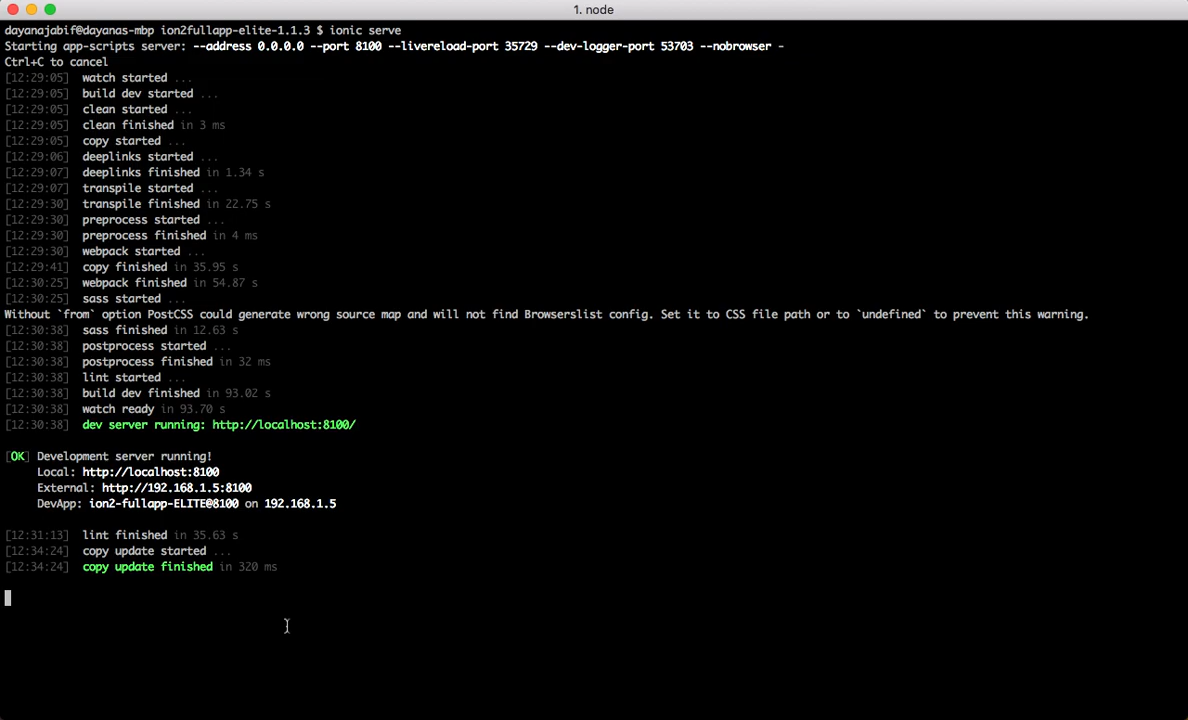 1. node
dayanajabif@dayanas-mbp ion2fullapp-elite-1.1.3 $ ionic serve
Starting app-scripts server: --address 0.0.0.0 --port 8100 --livereload-port 35729 --dev-logger-port 53703 --nobrowser -
Ctrl+C to cancel
[12:29:05]  watch started ...
[12:29:05]  build dev started ...
[12:29:05]  clean started ...
[12:29:05]  clean finished in 3 ms
[12:29:05]  copy started ...
[12:29:06]  deeplinks started ...
[12:29:07]  deeplinks finished in 1.34 s
[12:29:07]  transpile started ...
[12:29:30]  transpile finished in 22.75 s
[12:29:30]  preprocess started ...
[12:29:30]  preprocess finished in 4 ms
[12:29:30]  webpack started ...
[12:29:41]  copy finished in 35.95 s
[12:30:25]  webpack finished in 54.87 s
[12:30:25]  sass started ...
Without `from` option PostCSS could generate wrong source map and will not find Browserslist config. Set it to CSS file path or to `undefined` to prevent this warning.
[12:30:38]  sass finished in 12.63 s
[12:30:38]  postprocess started ...
[12:30:38]  postprocess finished in 32 ms
[12:30:38]  lint started ...
[12:30:38]  build dev finished in 93.02 s
[12:30:38]  watch ready in 93.70 s
[12:30:38]  dev server running: http://localhost:8100/
[OK] Development server running!
Local: http://localhost:8100
External: http://192.168.1.5:8100
DevApp: ion2-fullapp-ELITE@8100 on 192.168.1.5
[12:31:13]  lint finished in 35.63 s
[12:34:24]  copy update started ...
[12:34:24]  copy update finished in 320 ms